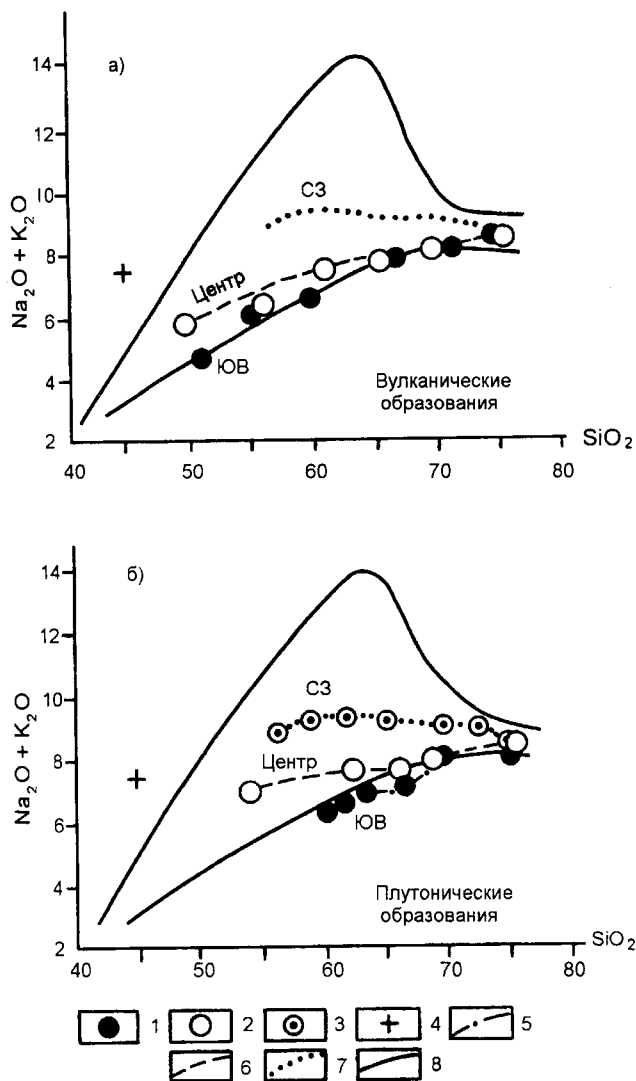 14
а)
12
СЗ
10
Na₂O + K₂O
8
Центр
6
ЮВ
4
Вулканические
образования
2
SiO₂
40
50
60
70
80
14
б)
12
СЗ
10
Na₂O + K₂O
8
Центр
6
ЮВ
4
Плутонические
образования
2
SiO₂
40
50
60
70
80
1 2 3 4 5
6 7 8